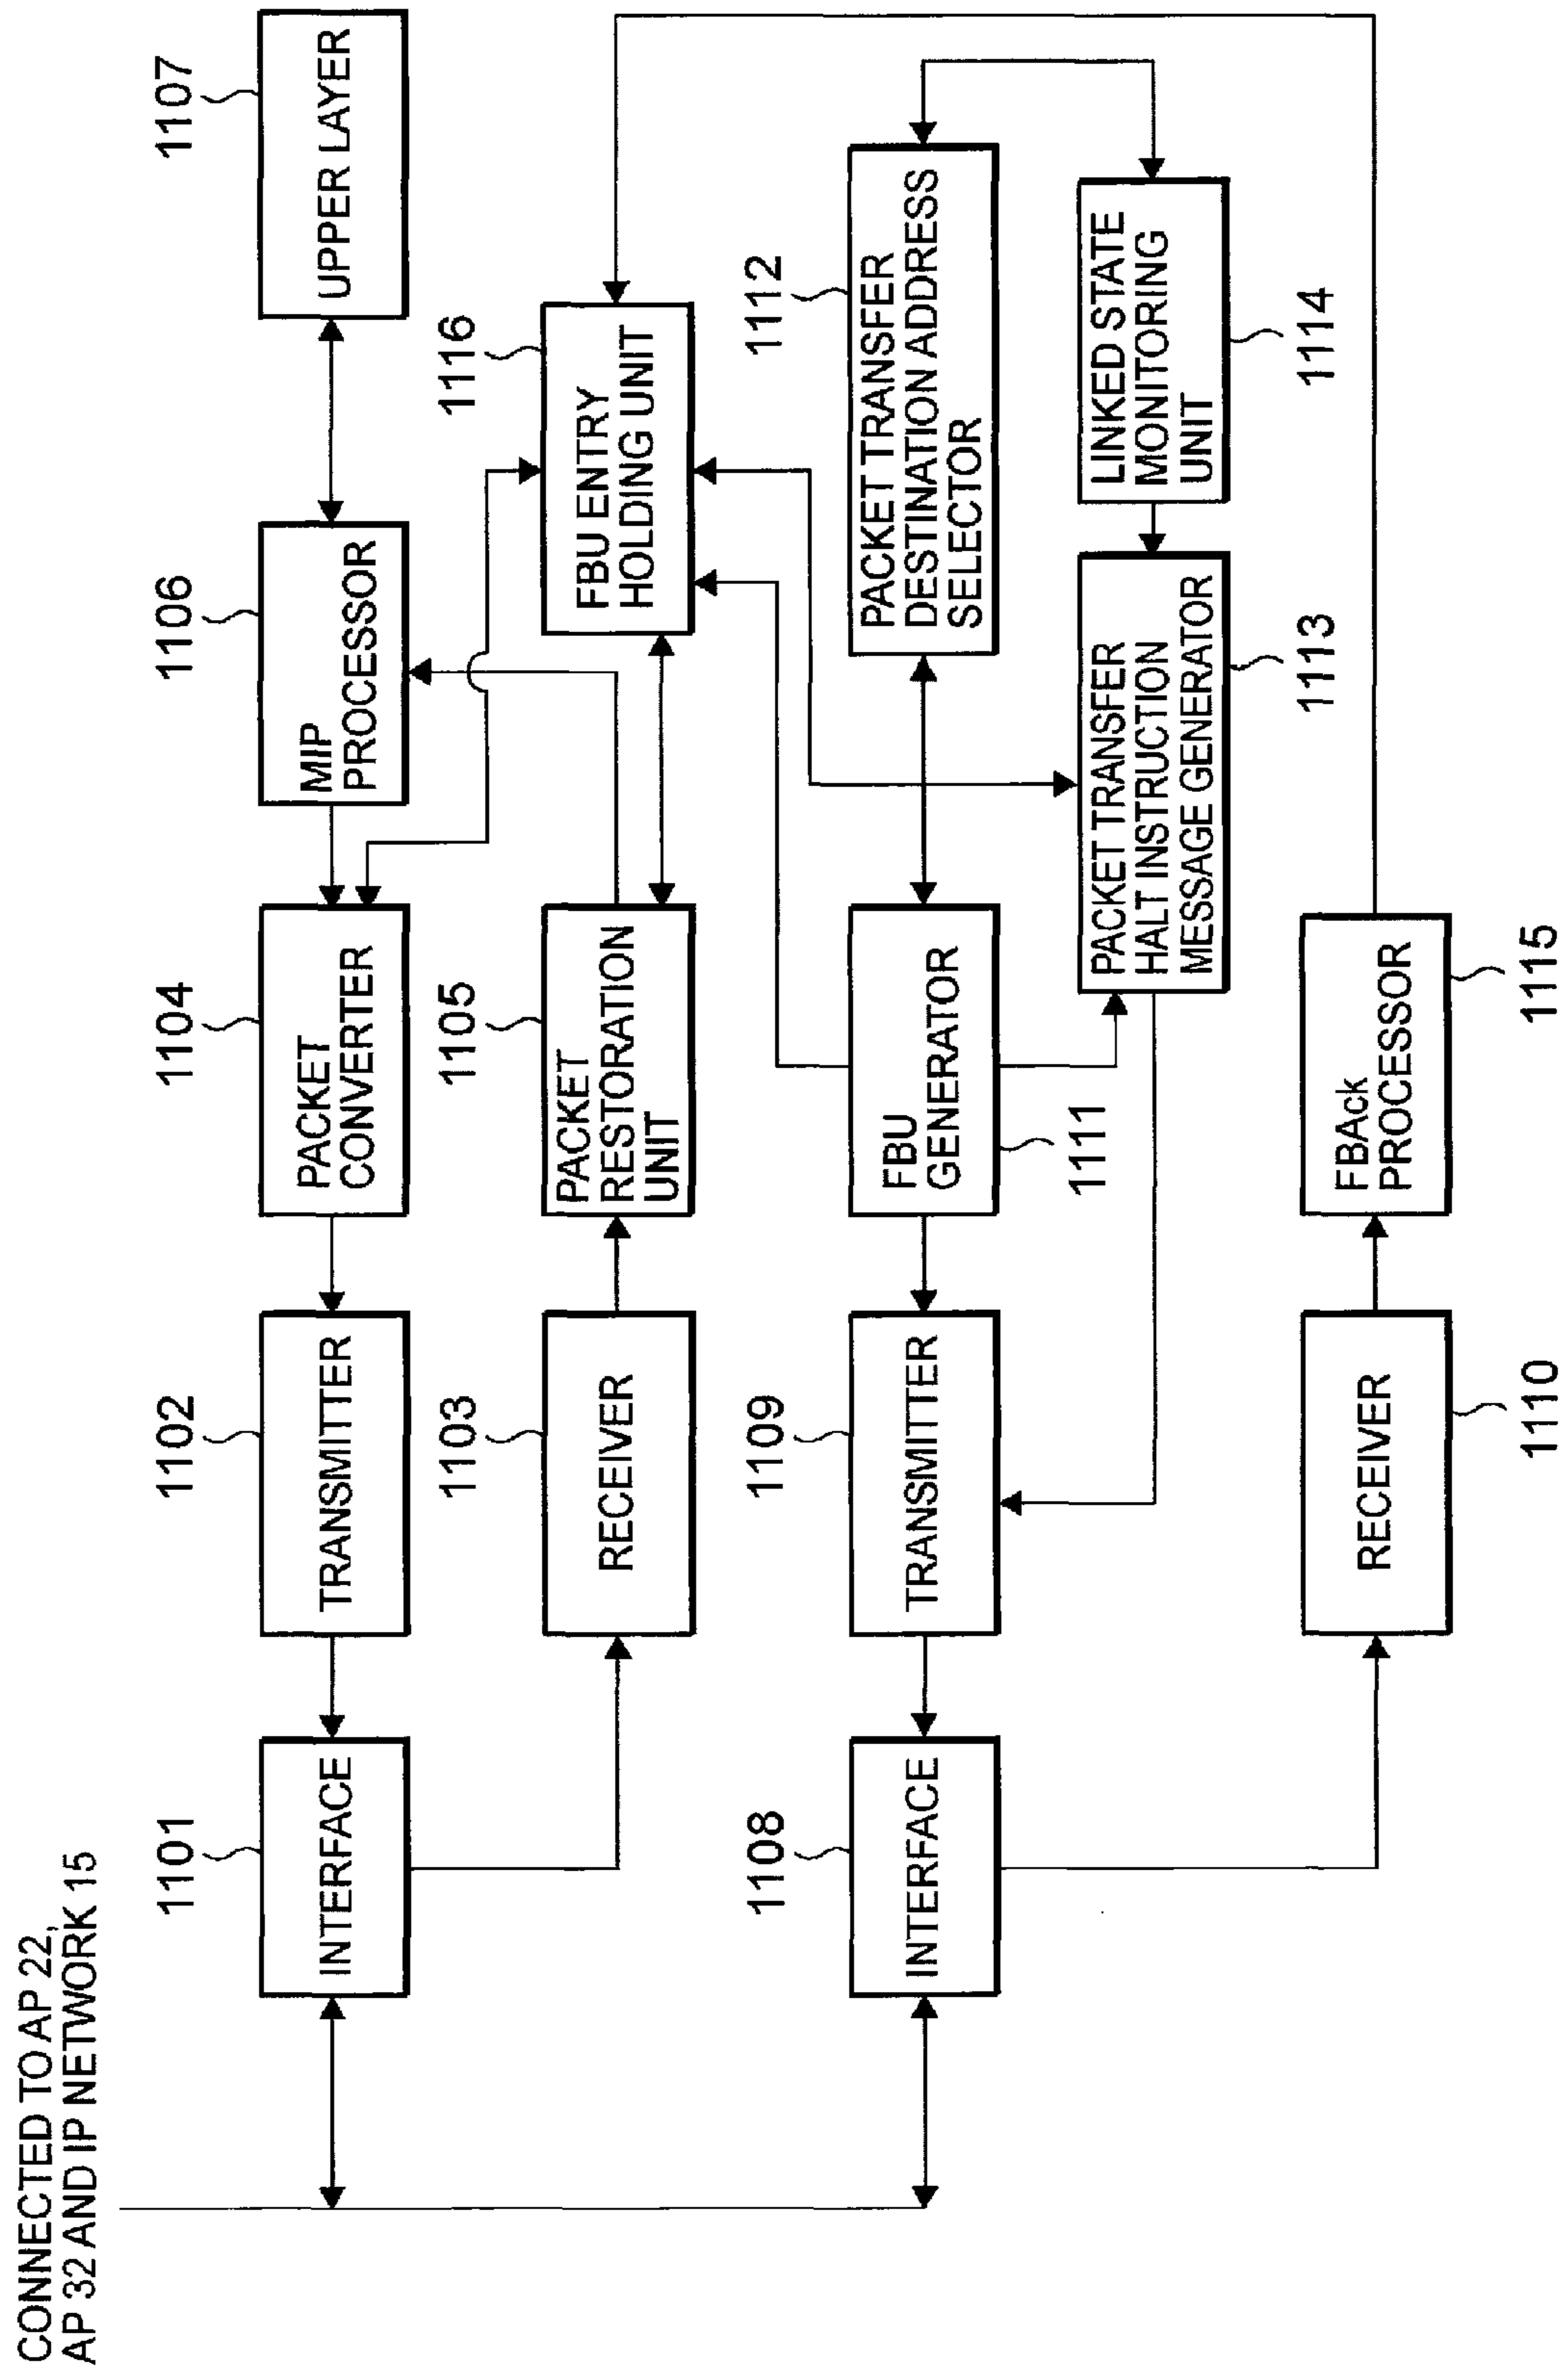 CONNECTED TO AP 22,
AP 32 AND IP NETWORK 15
1101
INTERFACE
1102
TRANSMITTER
1104
PACKET
CONVERTER
1106
MIP
PROCESSOR
1107
UPPER LAYER
1103
RECEIVER
1105
PACKET
RESTORATION
UNIT
1116
FBU ENTRY
HOLDING UNIT
1108
INTERFACE
1109
TRANSMITTER
FBU
GENERATOR
1111
1112
PACKET TRANSFER
DESTINATION ADDRESS
SELECTOR
PACKET TRANSFER
HALT INSTRUCTION
MESSAGE GENERATOR
1113
LINKED STATE
MONITORING
UNIT
1114
RECEIVER
1110
FBAck
PROCESSOR
1115